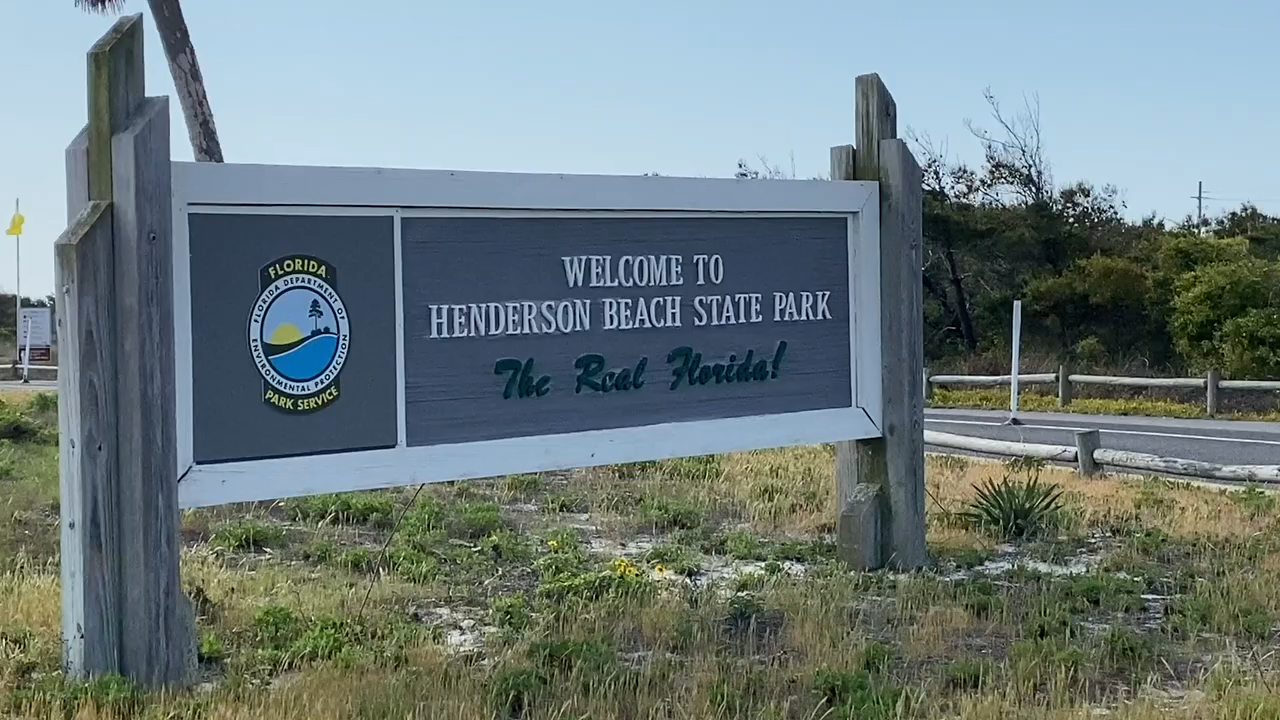 FLORIDA
FLORIDA DEPARTMENT OF
ENVIRONMENTAL PROTECTION
PARK SERVICE
WELCOME TO
HENDERSON BEACH STATE PARK
The Real Florida!